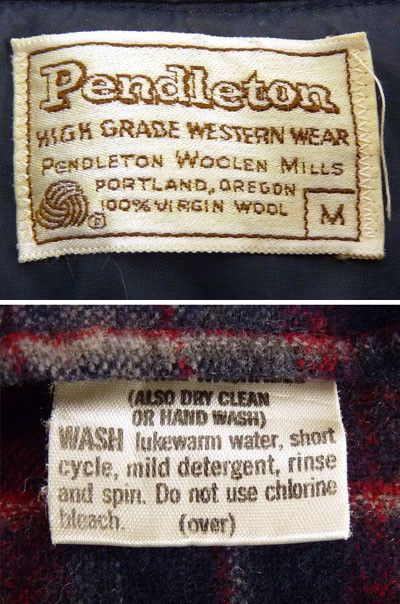 Pendleton
HIGH GRADE WESTERN WEAR
PENDLETON WOOLEN MILLS
PORTLAND, OREGON
100% VIRGIN WOOL
M
®
(ALSO DRY CLEAN
OR HAND WASH)
WASH lukewarm water, short
cycle, mild detergent, rinse
and spin. Do not use chlorine
bleach. (over)